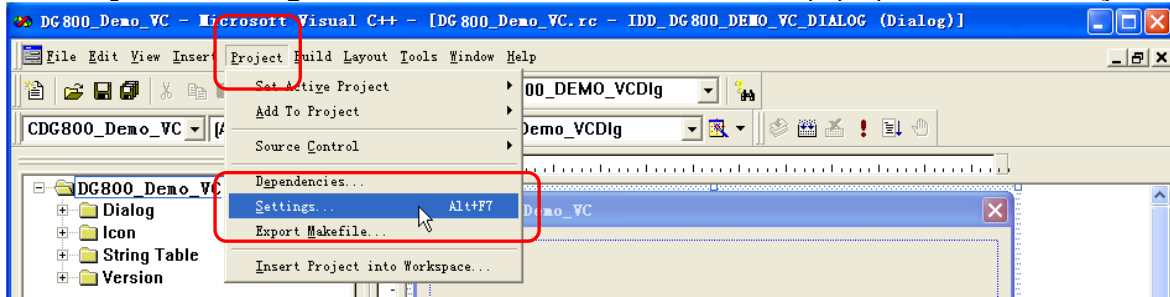 DG800_Demo_VC - Microsoft Visual C++ - [DG800_Demo_VC.rc - IDD_DG800_DEMO_VC_DIALOG (Dialog)]
File Edit View Insert Project Build Layout Tools Window Help
Set Active Project
00_DEMO_VCDlg
Add To Project
CDG800_Demo_VC
Demo_VCDlg
Source Control
Dependencies...
DG800_Demo_VC
Settings... Alt+F7
Demo_VC
Dialog
Export Makefile...
Icon
String Table
Insert Project into Workspace...
Version